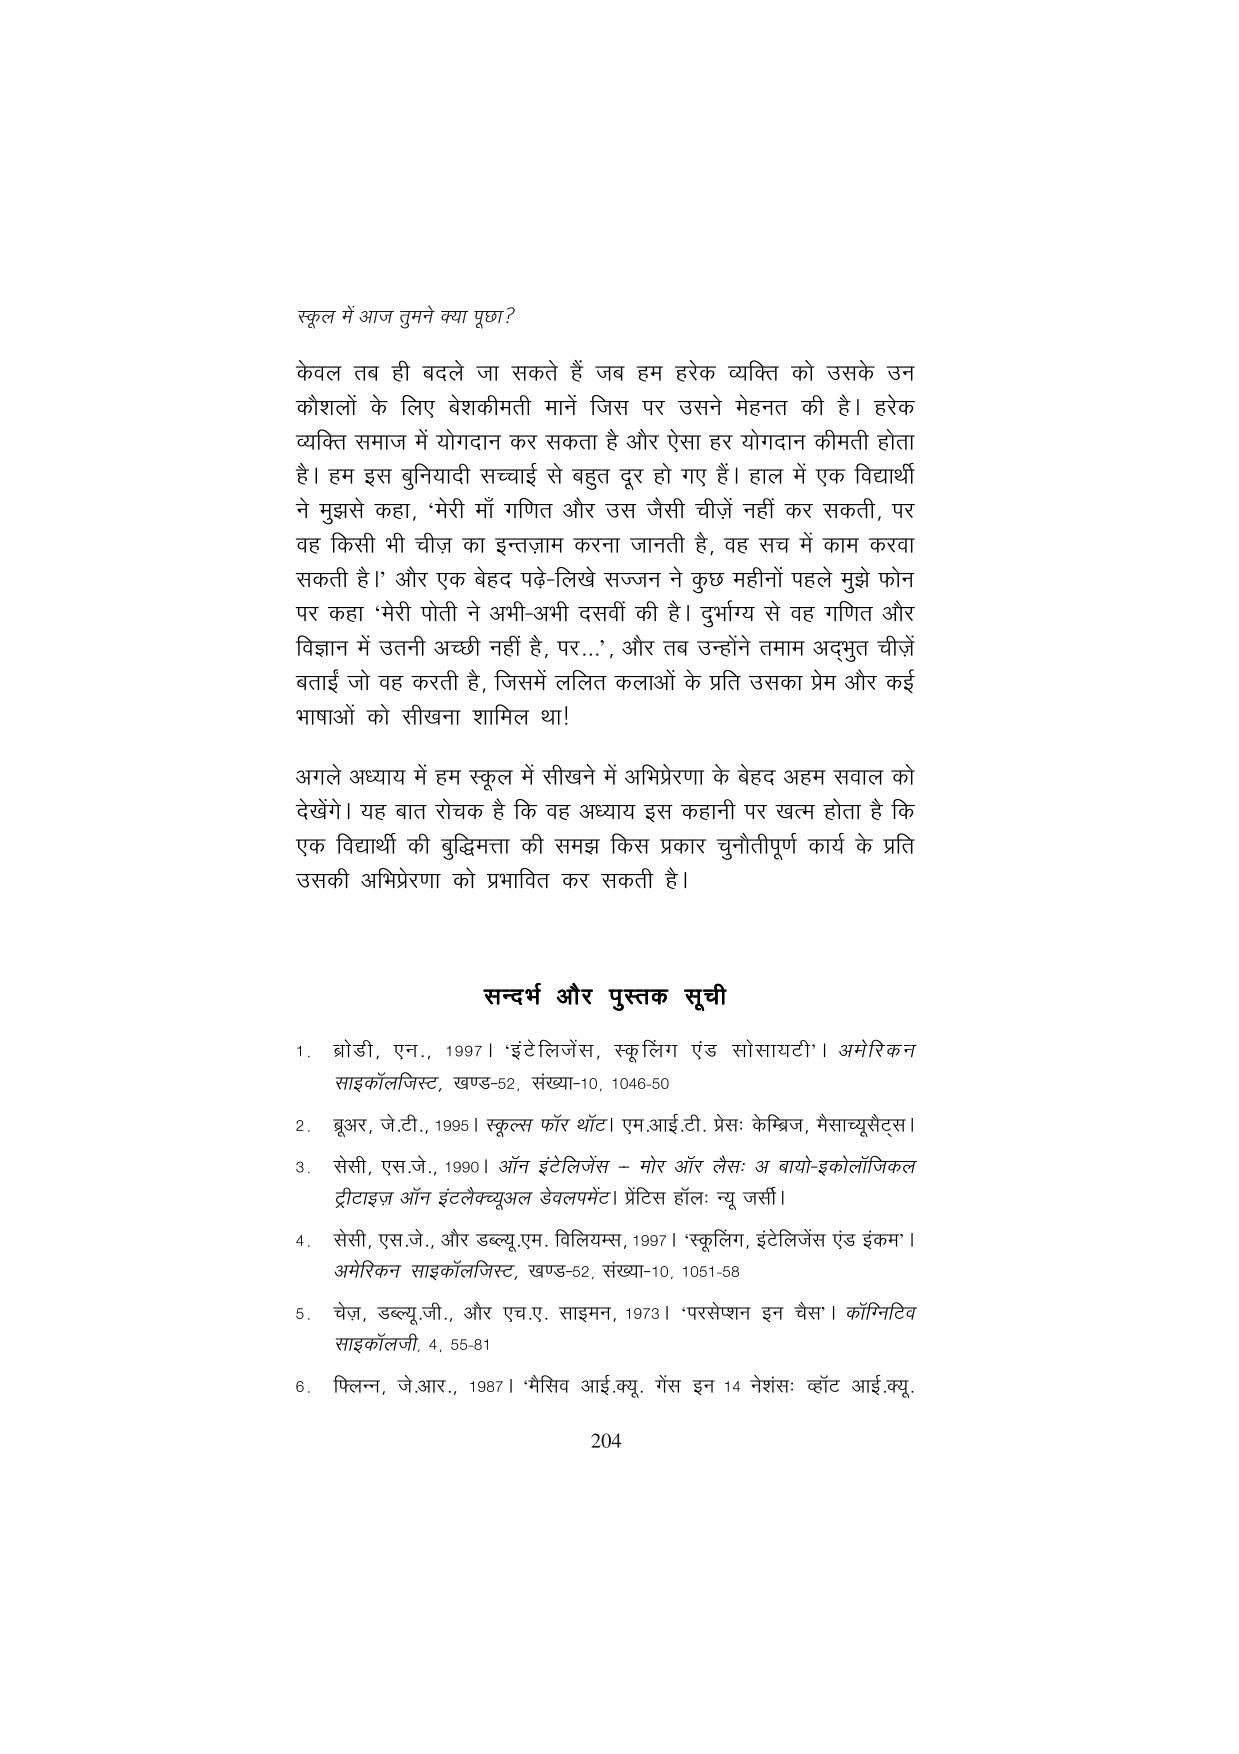 स्कूल में आज तुमने क्या पूछा?
केवल तब ही बदले जा सकते हैं जब हम हरेक व्यक्ति को उसके उन
कौशलों के लिए बेशकीमती मानें जिस पर उसने मेहनत की है। हरेक
व्यक्ति समाज में योगदान कर सकता है और ऐसा हर योगदान कीमती होता
है। हम इस बुनियादी सच्चाई से बहुत दूर हो गए हैं। हाल में एक विद्यार्थी
ने मुझसे कहा, ‘मेरी माँ गणित और उस जैसी चीज़ें नहीं कर सकती, पर
वह किसी भी चीज़ का इन्तज़ाम करना जानती है, वह सच में काम करवा
सकती है।’ और एक बेहद पढ़े-लिखे सज्जन ने कुछ महीनों पहले मुझे फोन
पर कहा ‘मेरी पोती ने अभी-अभी दसवीं की है। दुर्भाग्य से वह गणित और
विज्ञान में उतनी अच्छी नहीं है, पर...’, और तब उन्होंने तमाम अद्‌भुत चीज़ें
बताईं जो वह करती है, जिसमें ललित कलाओं के प्रति उसका प्रेम और कई
भाषाओं को सीखना शामिल था!
अगले अध्याय में हम स्कूल में सीखने में अभिप्रेरणा के बेहद अहम सवाल को
देखेंगे। यह बात रोचक है कि वह अध्याय इस कहानी पर खत्म होता है कि
एक विद्यार्थी की बुद्धिमत्ता की समझ किस प्रकार चुनौतीपूर्ण कार्य के प्रति
उसकी अभिप्रेरणा को प्रभावित कर सकती है।
सन्दर्भ और पुस्तक सूची
1. ब्रोडी, एन., 1997। ‘इंटेलिजेंस, स्कूलिंग एंड सोसायटी’। अमेरिकन
साइकॉलजिस्ट, खण्ड-52, संख्या-10, 1046-50
2. ब्रूअर, जे.टी., 1995। स्कूल्स फॉर थॉट। एम.आई.टी. प्रेसः केम्ब्रिज, मैसाच्यूसैट्स।
3. सेसी, एस.जे., 1990। ऑन इंटेलिजेंस – मोर ऑर लैसः अ बायो-इकोलॉजिकल
ट्रीटाइज़ ऑन इंटलैक्च्यूअल डेवलपमेंट। प्रेंटिस हॉलः न्यू जर्सी।
4. सेसी, एस.जे., और डब्ल्यू.एम. विलियम्स, 1997। ‘स्कूलिंग, इंटेलिजेंस एंड इंकम’।
अमेरिकन साइकॉलजिस्ट, खण्ड-52, संख्या-10, 1051-58
5. चेज़, डब्ल्यू.जी., और एच.ए. साइमन, 1973। ‘परसेप्शन इन चैस’। कॉग्निटिव
साइकॉलजी, 4, 55-81
6. फ्लिन्न, जे.आर., 1987। ‘मैसिव आई.क्यू. गेंस इन 14 नेशंसः व्हॉट आई.क्यू.
204